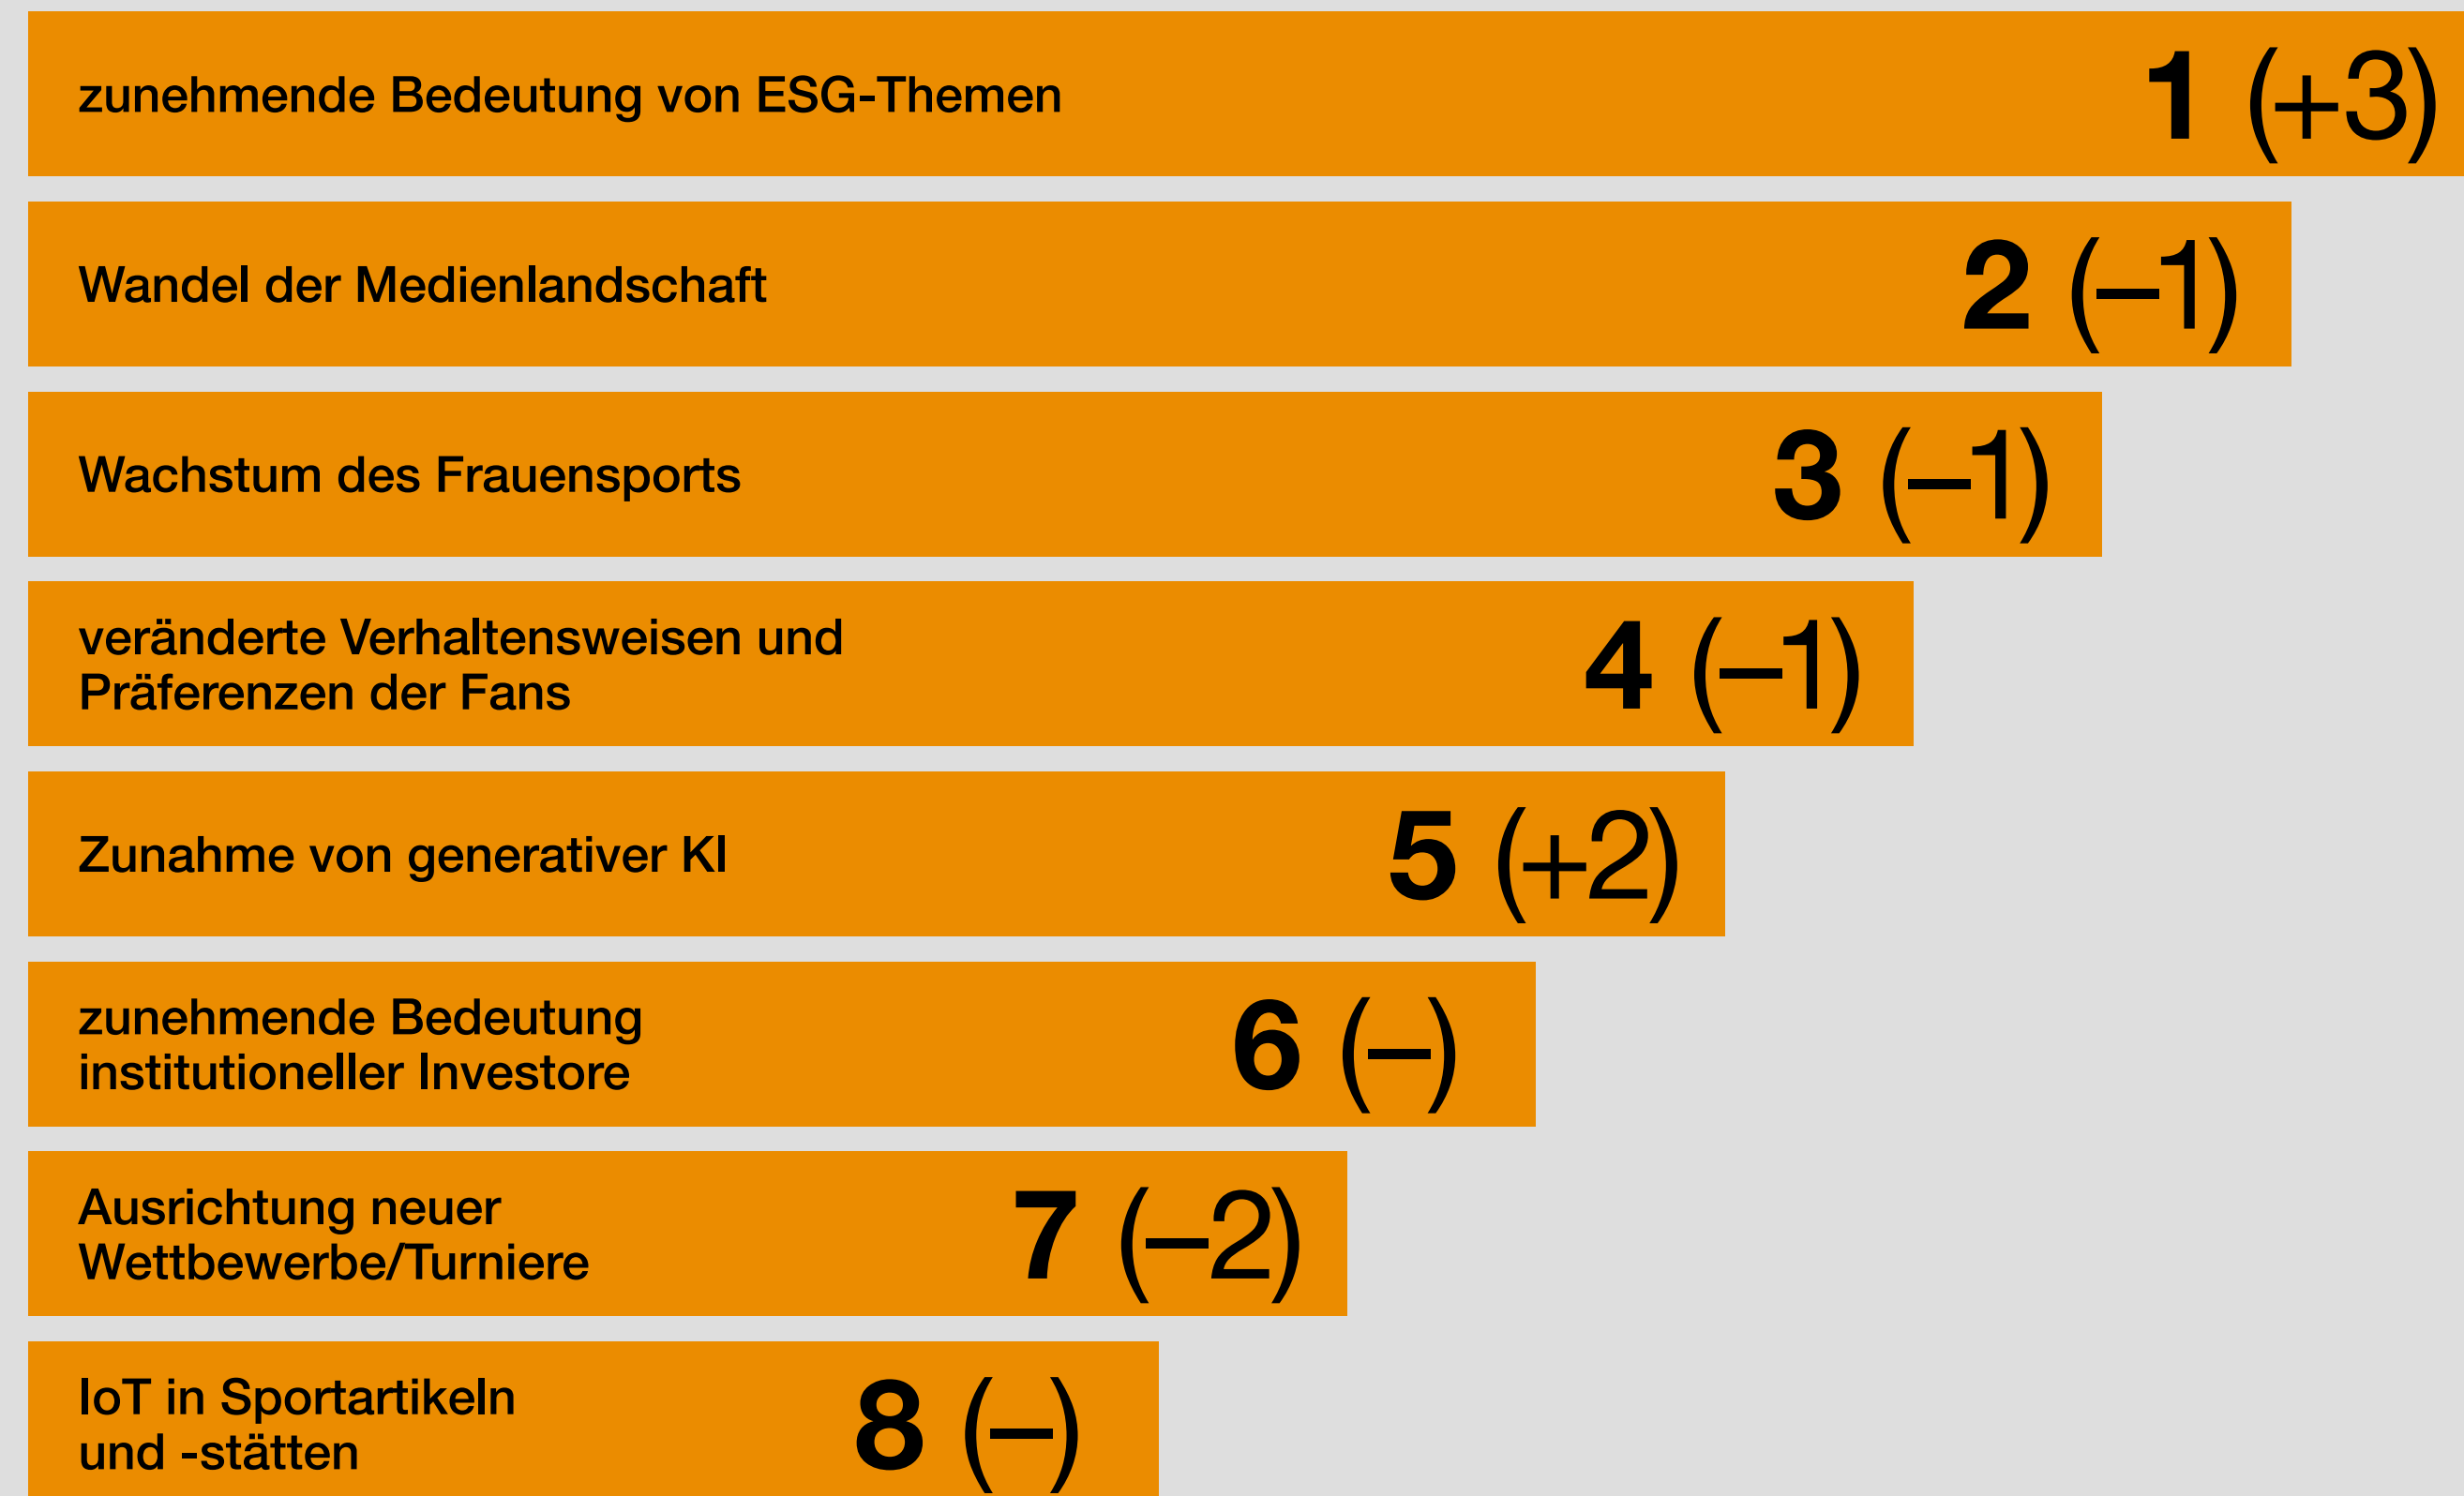 zunehmende Bedeutung von ESG-Themen 1 (+3)
Wandel der Medienlandschaft 2 (–1)
Wachstum des Frauensports 3 (–1)
veränderte Verhaltensweisen und
Präferenzen der Fans 4 (–1)
Zunahme von generativer KI 5 (+2)
zunehmende Bedeutung
institutioneller Investore 6 (–)
Ausrichtung neuer
Wettbewerbe/Turniere 7 (–2)
IoT in Sportartikeln
und -stätten 8 (–)